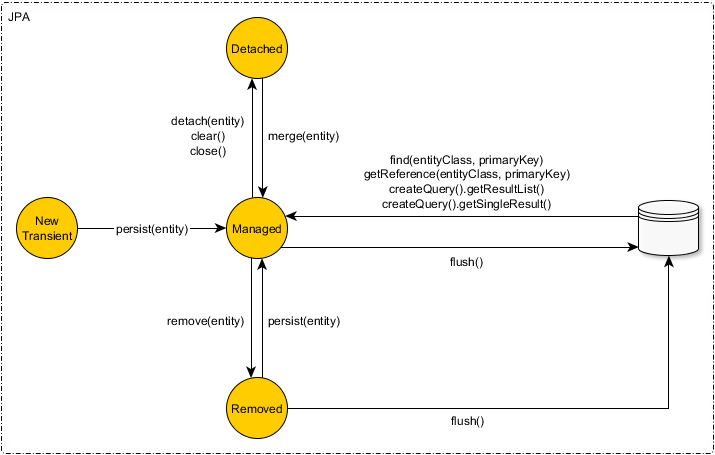 JPA
Detached
detach(entity)
clear()
close()
merge(entity)
find(entityClass, primaryKey)
getReference(entityClass, primaryKey)
createQuery().getResultList()
createQuery().getSingleResult()
New
Transient
persist(entity)
Managed
flush()
remove(entity)
persist(entity)
Removed
flush()